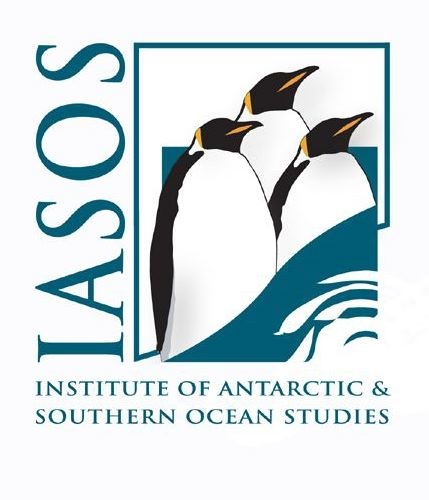 IASOS
INSTITUTE OF ANTARCTIC &
SOUTHERN OCEAN STUDIES